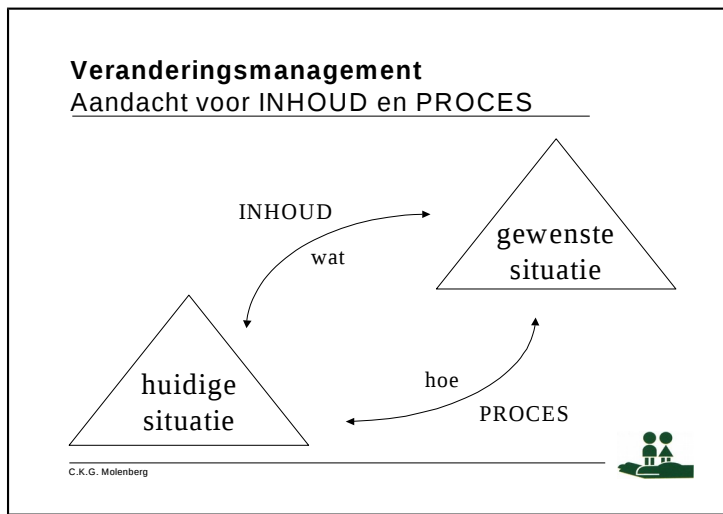 Veranderingsmanagement
Aandacht voor INHOUD en PROCES
INHOUD
wat
gewenste
situatie
huidige
situatie
hoe
PROCES
C.K.G. Molenberg